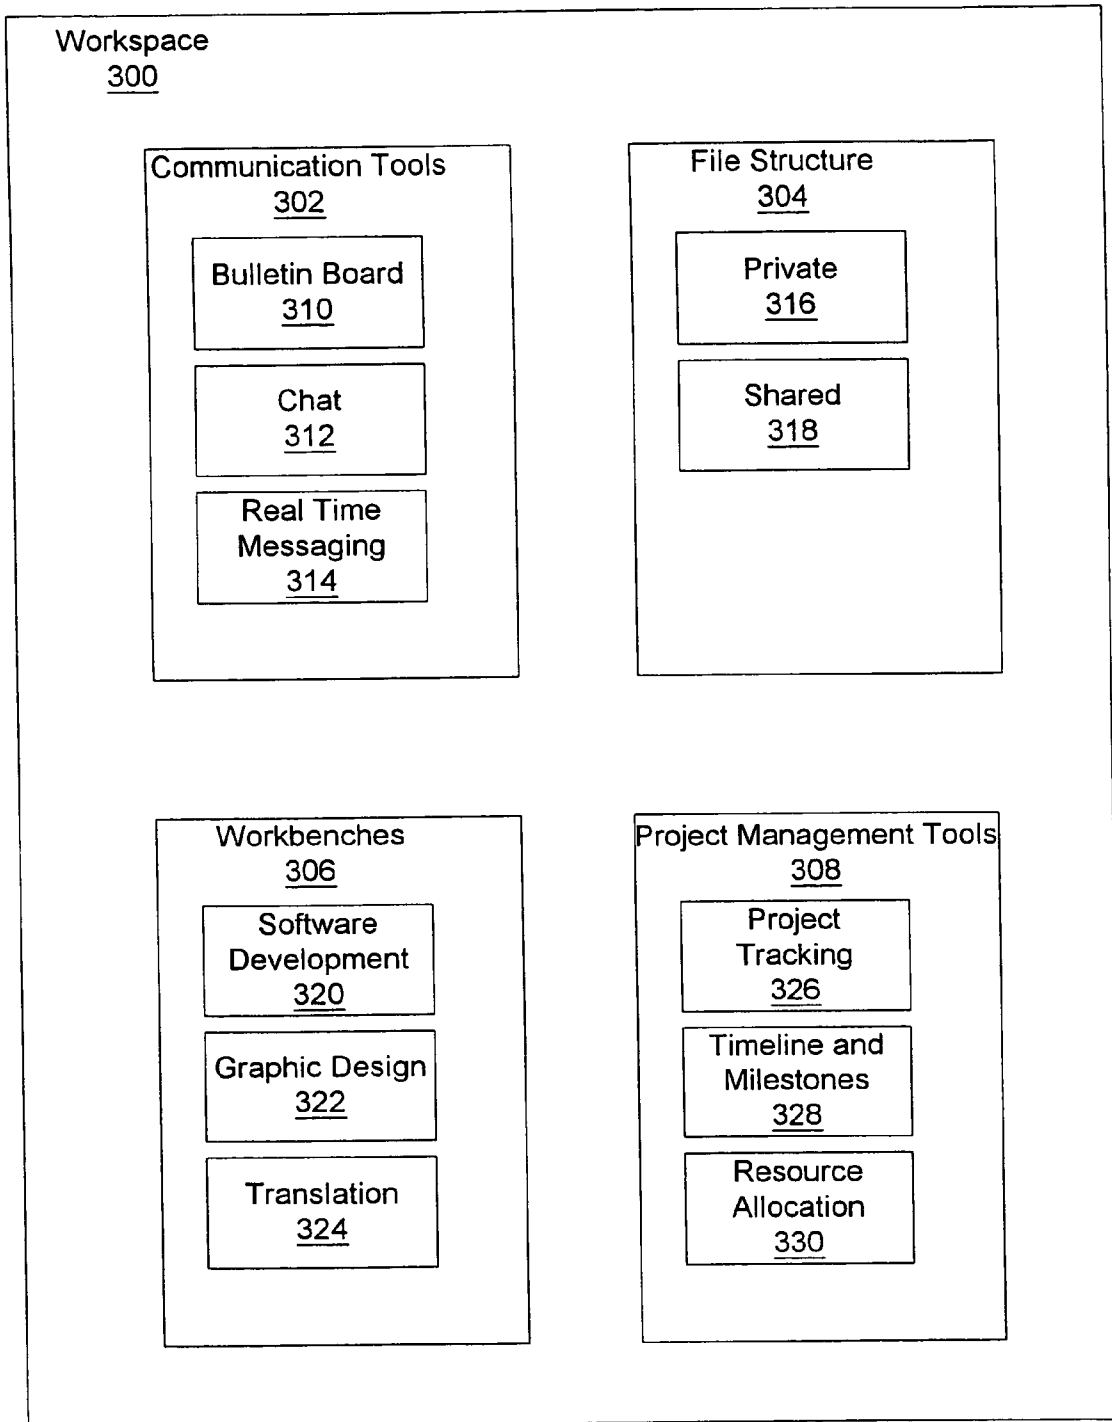 Workspace
300
Communication Tools
302
Bulletin Board
310
Chat
312
Real Time
Messaging
314
File Structure
304
Private
316
Shared
318
Workbenches
306
Software
Development
320
Graphic Design
322
Translation
324
Project Management Tools
308
Project
Tracking
326
Timeline and
Milestones
328
Resource
Allocation
330